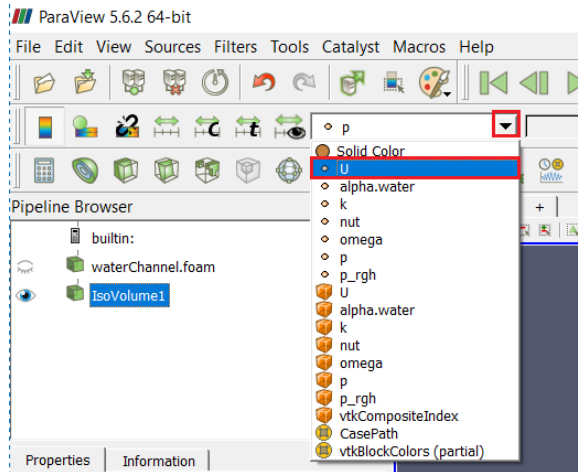 ParaView 5.6.2 64-bit
File Edit View Sources Filters Tools Catalyst Macros Help
p
Solid Color
U
alpha.water
k
nut
omega
p
p_rgh
U
alpha.water
k
nut
omega
p
p_rgh
vtkCompositeIndex
CasePath
vtkBlockColors (partial)
Pipeline Browser
builtin:
waterChannel.foam
IsoVolume1
Properties Information